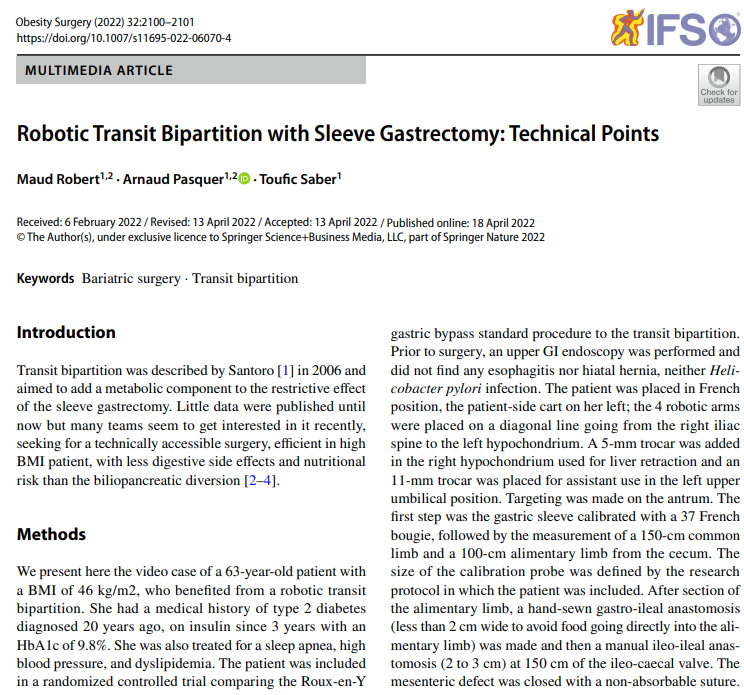 Obesity Surgery (2022) 32:2100–2101
https://doi.org/10.1007/s11695-022-06070-4
IFSO
MULTIMEDIA ARTICLE
Check for
updates
Robotic Transit Bipartition with Sleeve Gastrectomy: Technical Points
Maud Robert1,2 · Arnaud Pasquer1,2 iD · Toufic Saber1
Received: 6 February 2022 / Revised: 13 April 2022 / Accepted: 13 April 2022 / Published online: 18 April 2022
© The Author(s), under exclusive licence to Springer Science+Business Media, LLC, part of Springer Nature 2022
Keywords Bariatric surgery · Transit bipartition
Introduction
Transit bipartition was described by Santoro [1] in 2006 and
aimed to add a metabolic component to the restrictive effect
of the sleeve gastrectomy. Little data were published until
now but many teams seem to get interested in it recently,
seeking for a technically accessible surgery, efficient in high
BMI patient, with less digestive side effects and nutritional
risk than the biliopancreatic diversion [2–4].
Methods
We present here the video case of a 63-year-old patient with
a BMI of 46 kg/m2, who benefited from a robotic transit
bipartition. She had a medical history of type 2 diabetes
diagnosed 20 years ago, on insulin since 3 years with an
HbA1c of 9.8%. She was also treated for a sleep apnea, high
blood pressure, and dyslipidemia. The patient was included
in a randomized controlled trial comparing the Roux-en-Y
gastric bypass standard procedure to the transit bipartition.
Prior to surgery, an upper GI endoscopy was performed and
did not find any esophagitis nor hiatal hernia, neither Heli-
cobacter pylori infection. The patient was placed in French
position, the patient-side cart on her left; the 4 robotic arms
were placed on a diagonal line going from the right iliac
spine to the left hypochondrium. A 5-mm trocar was added
in the right hypochondrium used for liver retraction and an
11-mm trocar was placed for assistant use in the left upper
umbilical position. Targeting was made on the antrum. The
first step was the gastric sleeve calibrated with a 37 French
bougie, followed by the measurement of a 150-cm common
limb and a 100-cm alimentary limb from the cecum. The
size of the calibration probe was defined by the research
protocol in which the patient was included. After section of
the alimentary limb, a hand-sewn gastro-ileal anastomosis
(less than 2 cm wide to avoid food going directly into the ali-
mentary limb) was made and then a manual ileo-ileal anas-
tomosis (2 to 3 cm) at 150 cm of the ileo-caecal valve. The
mesenteric defect was closed with a non-absorbable suture.